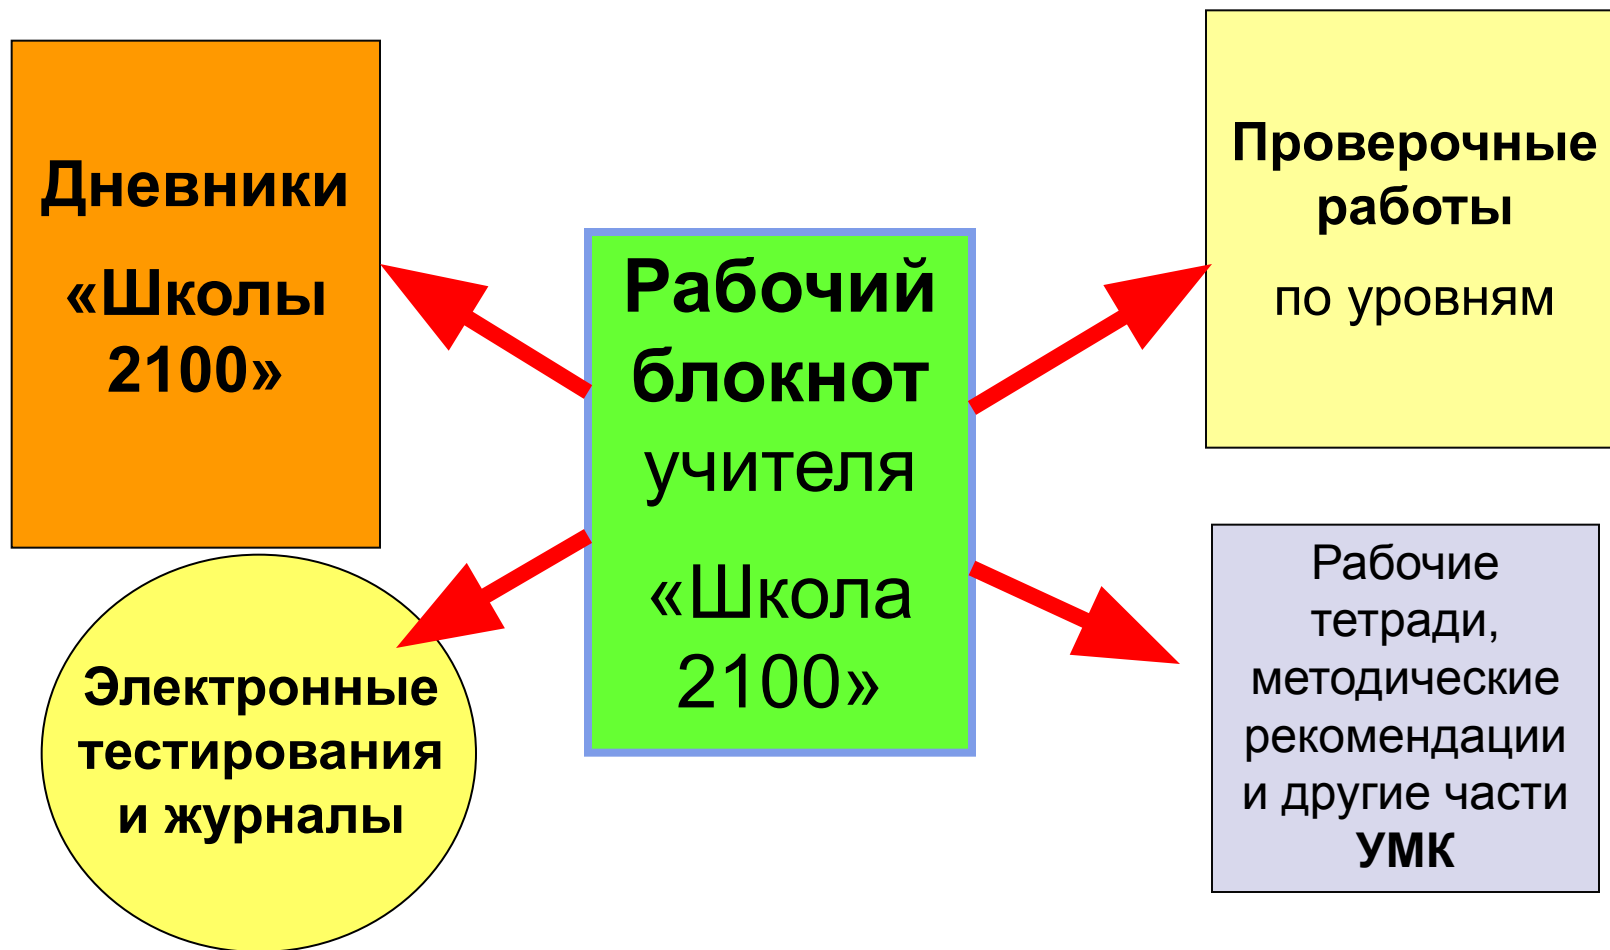 Дневники
«Школы
2100»
Рабочий
блокнот
учителя
«Школа
2100»
Проверочные
работы
по уровням
Электронные
тестирования
и журналы
Рабочие
тетради,
методические
рекомендации
и другие части
УМК